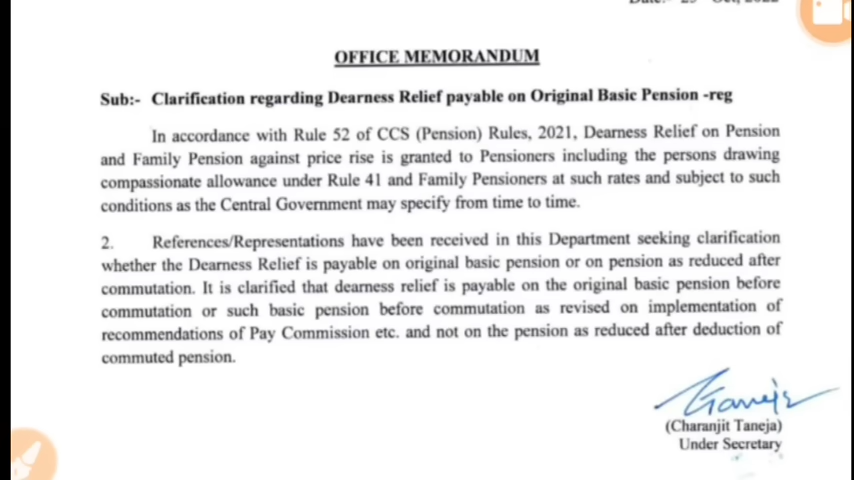 OFFICE MEMORANDUM
Sub:- Clarification regarding Dearness Relief payable on Original Basic Pension -reg
In accordance with Rule 52 of CCS (Pension) Rules, 2021, Dearness Relief on Pension
and Family Pension against price rise is granted to Pensioners including the persons drawing
compassionate allowance under Rule 41 and Family Pensioners at such rates and subject to such
conditions as the Central Government may specify from time to time.
2. References/Representations have been received in this Department seeking clarification
whether the Dearness Relief is payable on original basic pension or on pension as reduced after
commutation. It is clarified that dearness relief is payable on the original basic pension before
commutation or such basic pension before commutation as revised on implementation of
recommendations of Pay Commission etc. and not on the pension as reduced after deduction of
commuted pension.
(Charanjit Taneja)
Under Secretary